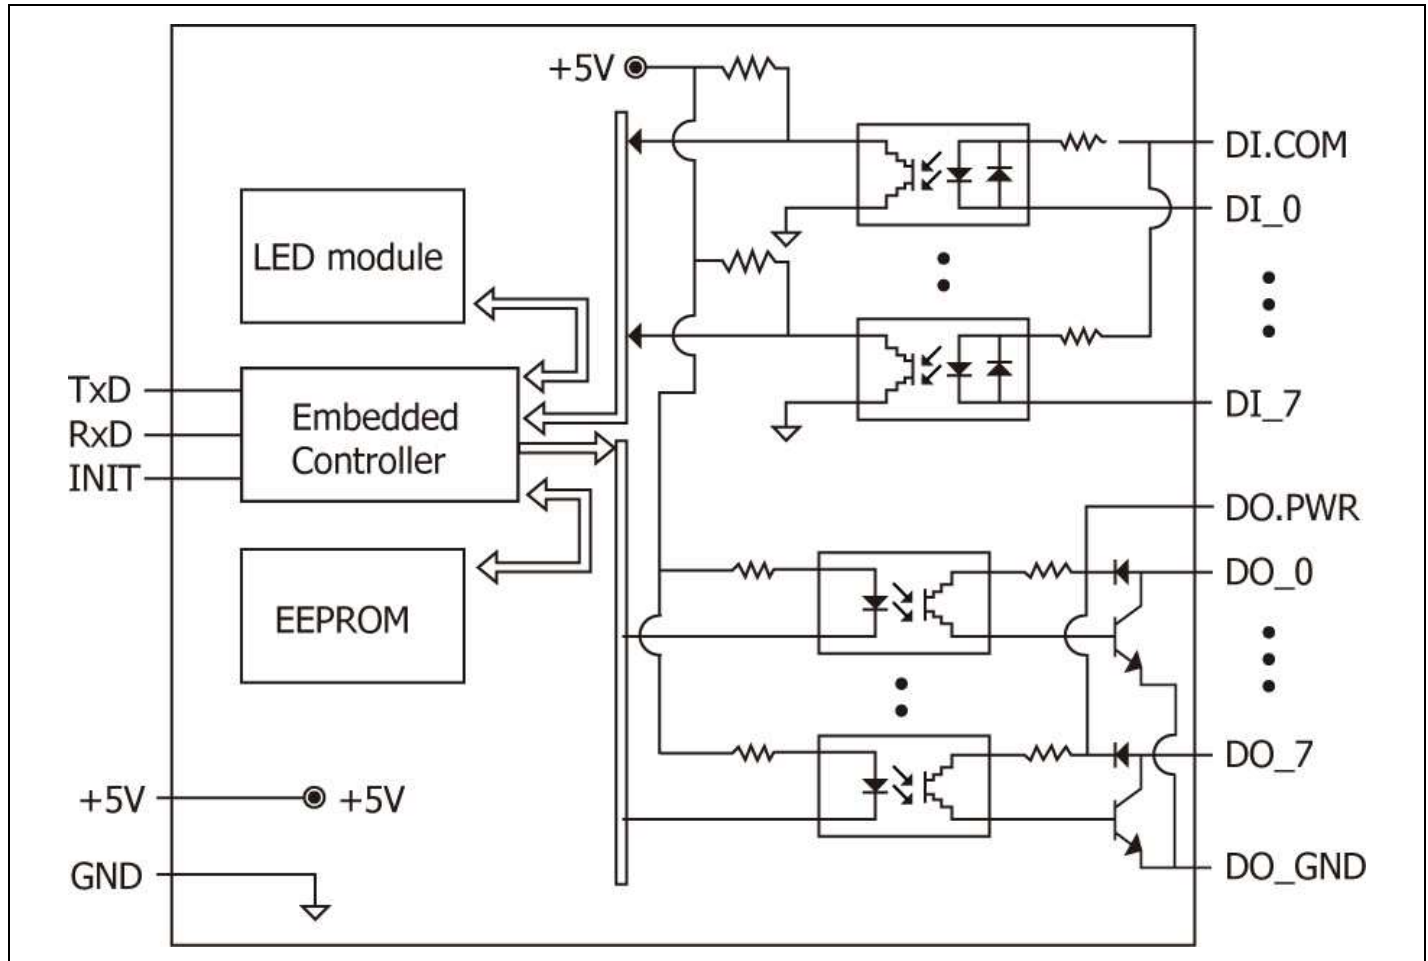 +5V
DI.COM
DI_0
LED module
TxD
RxD
INIT
Embedded
Controller
DI_7
DO.PWR
DO_0
EEPROM
DO_7
+5V
+5V
GND
DO_GND